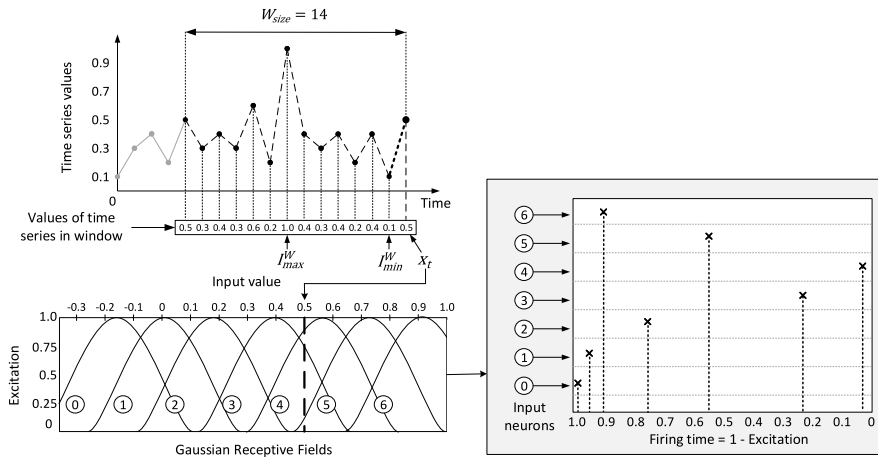 W_size = 14
Time series values
0.9
0.7
0.5
0.3
0.1
0
Time
Values of time
series in window
0.5 0.3 0.4 0.3 0.6 0.2 1.0 0.4 0.3 0.4 0.2 0.4 0.1 0.5
I^W_max
I^W_min
X_t
Input value
-0.3 -0.1 0 0.1 0.2 0.3 0.4 0.5 0.6 0.7 0.8 0.9 1.0
Excitation
1.0
0.75
0.5
0.25
0
0 1 2 3 4 5 6
Gaussian Receptive Fields
6
5
4
3
2
1
0
Input
neurons
1.0 0.9 0.8 0.7 0.6 0.5 0.4 0.3 0.2 0.1 0
Firing time = 1 - Excitation